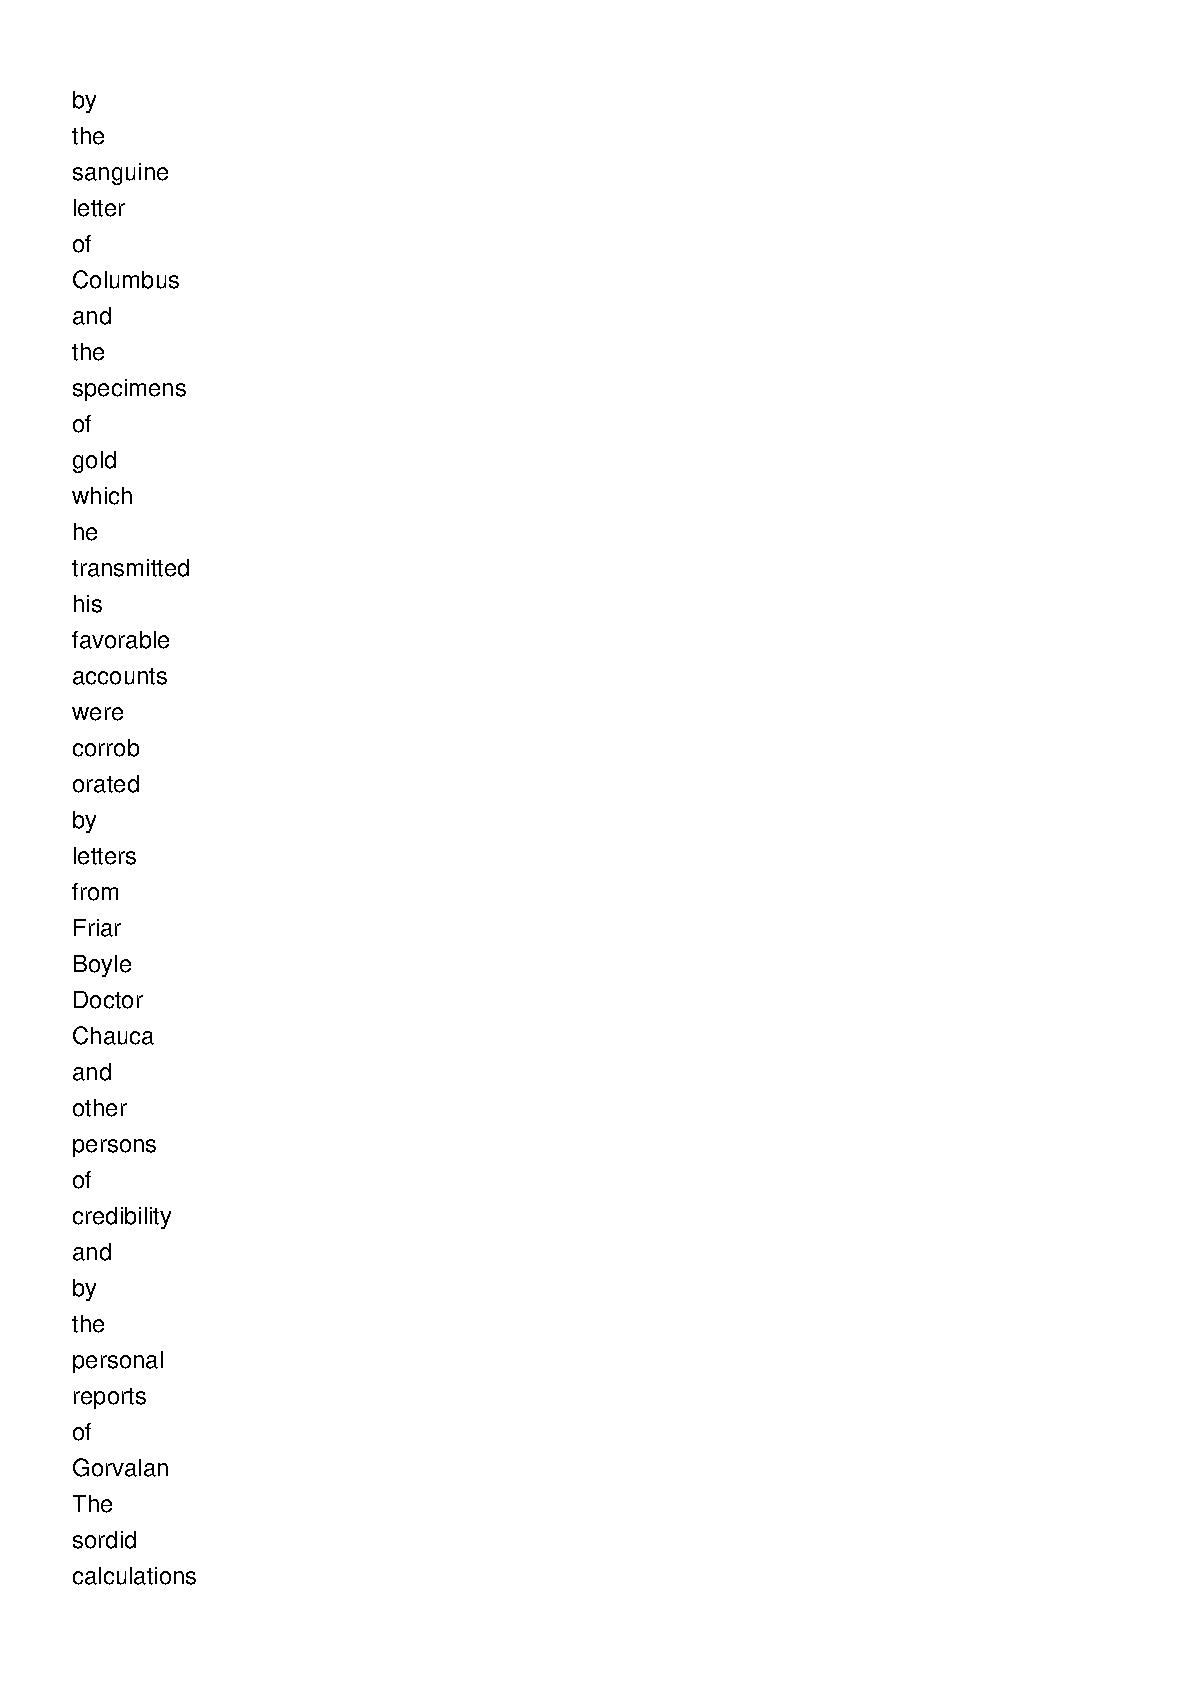 by
the
sanguine
letter
of
Columbus
and
the
specimens
of
gold
which
he
transmitted
his
favorable
accounts
were
corrob
orated
by
letters
from
Friar
Boyle
Doctor
Chauca
and
other
persons
of
credibility
and
by
the
personal
reports
of
Gorvalan
The
sordid
calculations